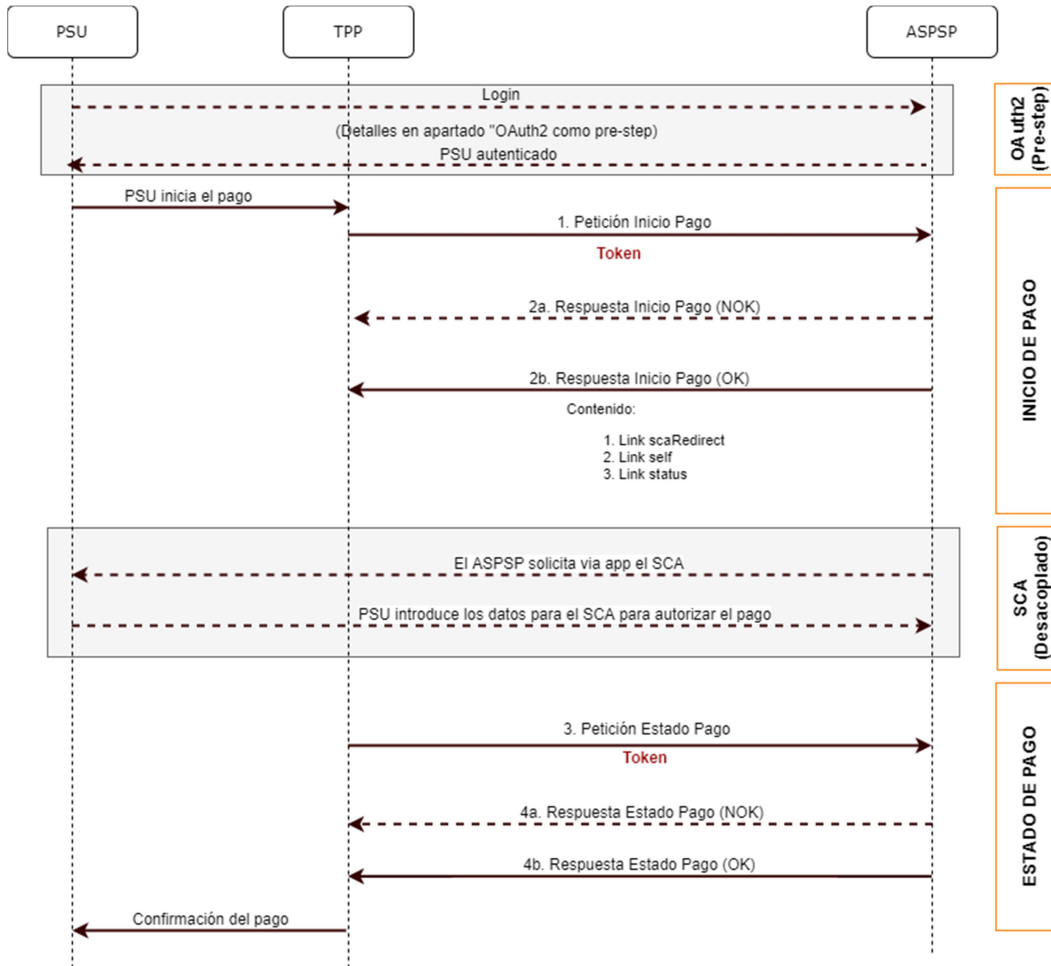 PSU
TPP
ASPSP
Login
(Detalles en apartado "OAuth2 como pre-step)
PSU autenticado
OAuth2
(Pre-step)
PSU inicia el pago
1. Petición Inicio Pago
Token
2a. Respuesta Inicio Pago (NOK)
2b. Respuesta Inicio Pago (OK)
Contenido:
1. Link scaRedirect
2. Link self
3. Link status
INICIO DE PAGO
El ASPSP solicita via app el SCA
PSU introduce los datos para el SCA para autorizar el pago
SCA
(Desacoplado)
3. Petición Estado Pago
Token
4a. Respuesta Estado Pago (NOK)
4b. Respuesta Estado Pago (OK)
Confirmación del pago
ESTADO DE PAGO